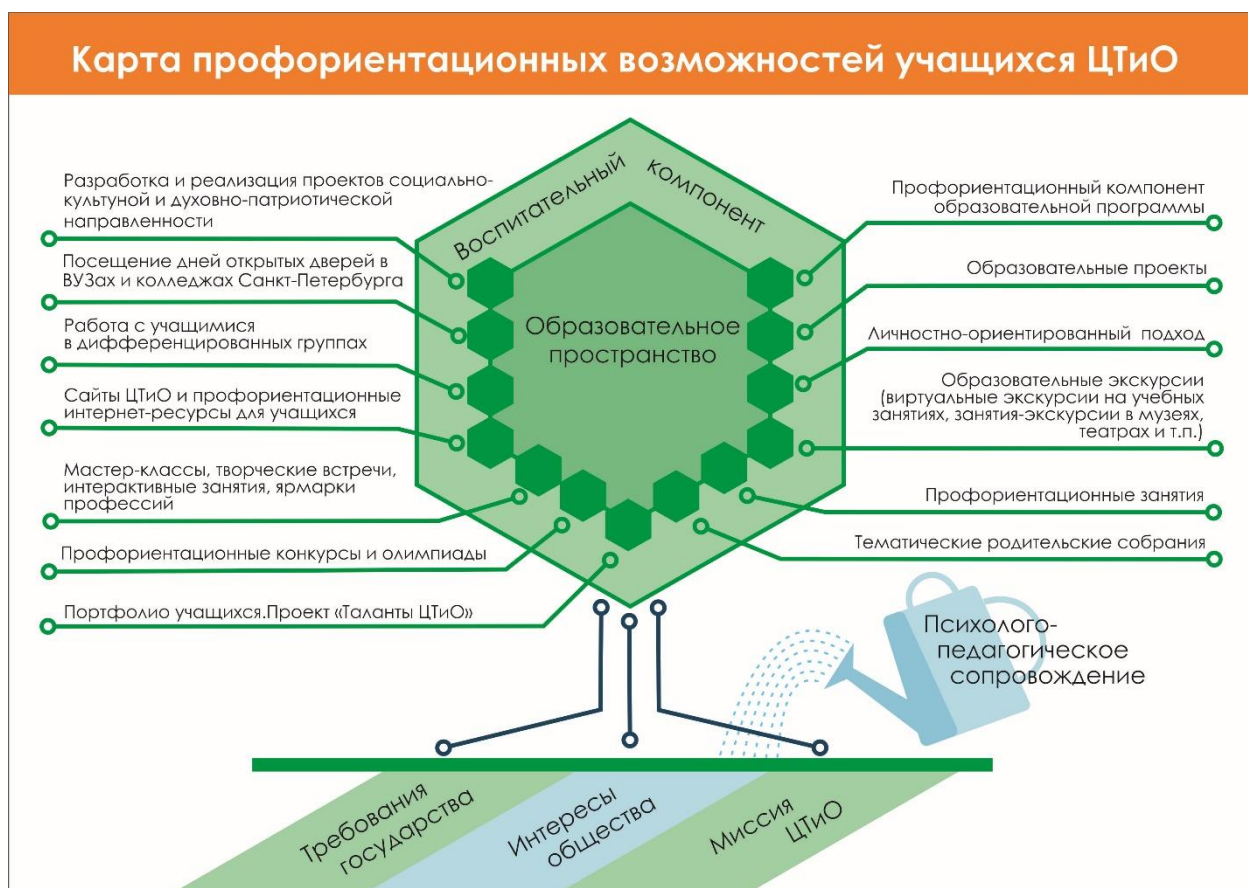 Карта профориентационных возможностей учащихся ЦТиО
Воспитательный компонент
Образовательное
пространство
Разработка и реализация проектов социально-
культуной и духовно-патриотической
направленности
Посещение дней открытых дверей в
ВУЗах и колледжах Санкт-Петербурга
Работа с учащимися
в дифференцированных группах
Сайты ЦТиО и профориентационные
интернет-ресурсы для учащихся
Мастер-классы, творческие встречи,
интерактивные занятия, ярмарки
профессий
Профориентационные конкурсы и олимпиады
Портфолио учащихся.Проект «Таланты ЦТиО»
Профориентационный компонент
образовательной программы
Образовательные проекты
Личностно-ориентированный подход
Образовательные экскурсии
(виртуальные экскурсии на учебных
занятиях, занятия-экскурсии в музеях,
театрах и т.п.)
Профориентационные занятия
Тематические родительские собрания
Психолого-
педагогическое
сопровождение
Требования
государства
Интересы
общества
Миссия
ЦТиО